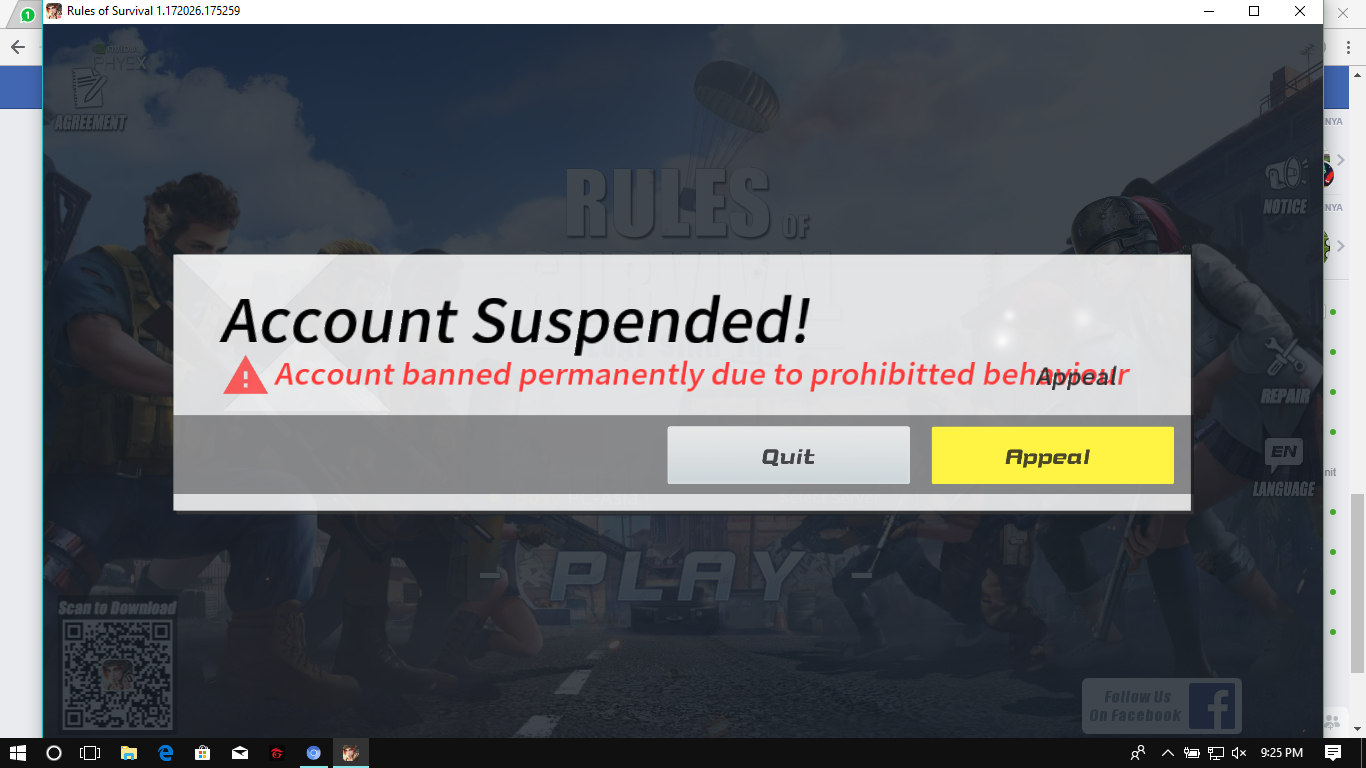 Rules of Survival 1.172026.175259
PHYSX
AGREEMENT
RULES
OF
SURVIVAL
NYA
NOTICE
NYA
Account Suspended!
Account banned permanently due to prohibitted behaviour
Appeal
REPAIR
Quit
Appeal
EN
nit
LANGUAGE
- PLAY -
Scan to Download
Follow Us
On Facebook
f
1
9:25 PM